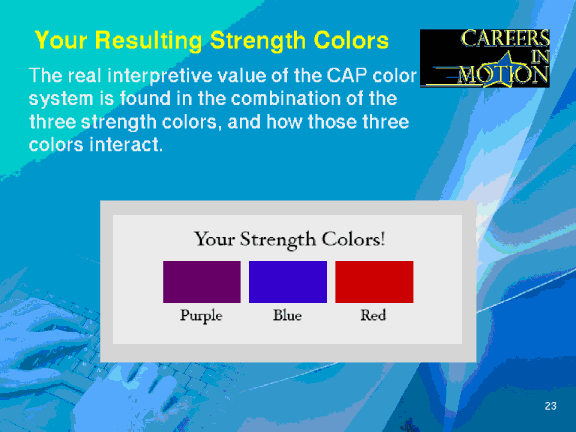 Your Resulting Strength Colors
CAREERS
IN
MOTION
The real interpretive value of the CAP color
system is found in the combination of the
three strength colors, and how those three
colors interact.
Your Strength Colors!
Purple
Blue
Red
23